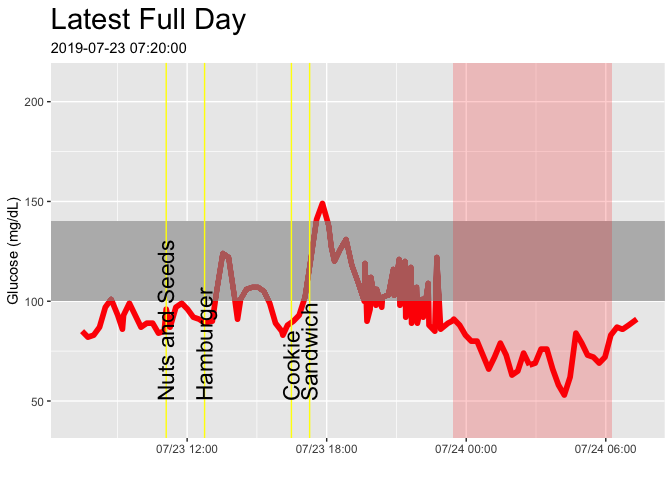 Latest Full Day
2019-07-23 07:20:00
Glucose (mg/dL)
200
150
100
50
Nuts and Seeds
Hamburger
Cookie;
Sandwich
07/23 12:00
07/23 18:00
07/24 00:00
07/24 06:00